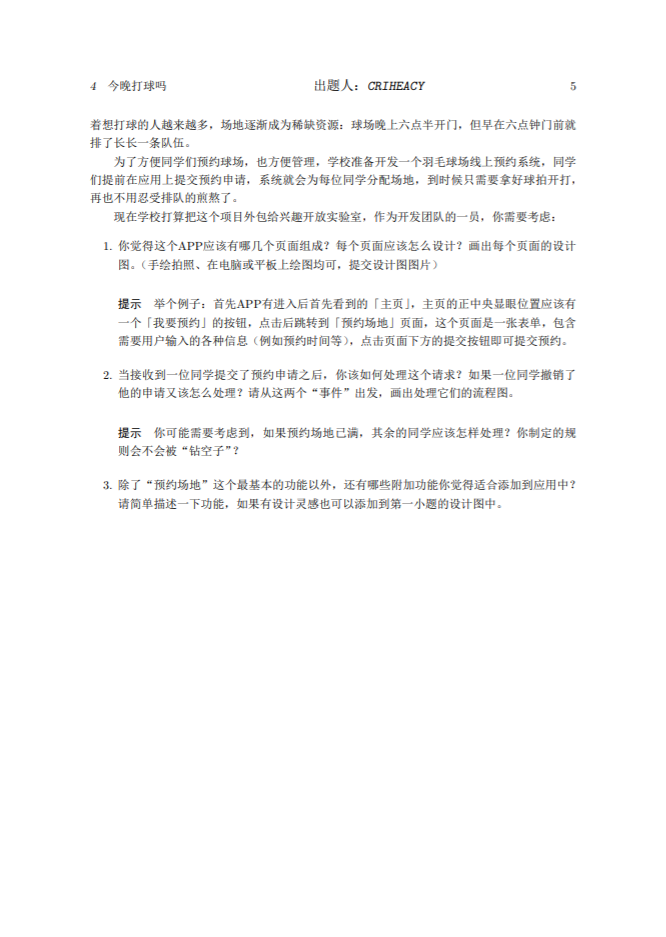 4 今晚打球吗 出题人：CRIHEACY 5
着想打球的人越来越多，场地逐渐成为稀缺资源：球场晚上六点半开门，但早在六点钟门前就
排了长长一条队伍。
为了方便同学们预约球场，也方便管理，学校准备开发一个羽毛球场线上预约系统，同学
们提前在应用上提交预约申请，系统就会为每位同学分配场地，到时候只需要拿好球拍开打，
再也不用忍受排队的煎熬了。
现在学校打算把这个项目外包给兴趣开放实验室，作为开发团队的一员，你需要考虑：
1. 你觉得这个APP应该有哪几个页面组成？每个页面应该怎么设计？画出每个页面的设计
图。（手绘拍照、在电脑或平板上绘图均可，提交设计图图片）
提示 举个例子：首先APP有进入后首先看到的「主页」，主页的正中央显眼位置应该有
一个「我要预约」的按钮，点击后跳转到「预约场地」页面，这个页面是一张表单，包含
需要用户输入的各种信息（例如预约时间等），点击页面下方的提交按钮即可提交预约。
2. 当接收到一位同学提交了预约申请之后，你该如何处理这个请求？如果一位同学撤销了
他的申请又该怎么处理？请从这两个“事件”出发，画出处理它们的流程图。
提示 你可能需要考虑到，如果预约场地已满，其余的同学应该怎样处理？你制定的规
则会不会被“钻空子”？
3. 除了“预约场地”这个最基本的功能以外，还有哪些附加功能你觉得适合添加到应用中？
请简单描述一下功能，如果有设计灵感也可以添加到第一小题的设计图中。